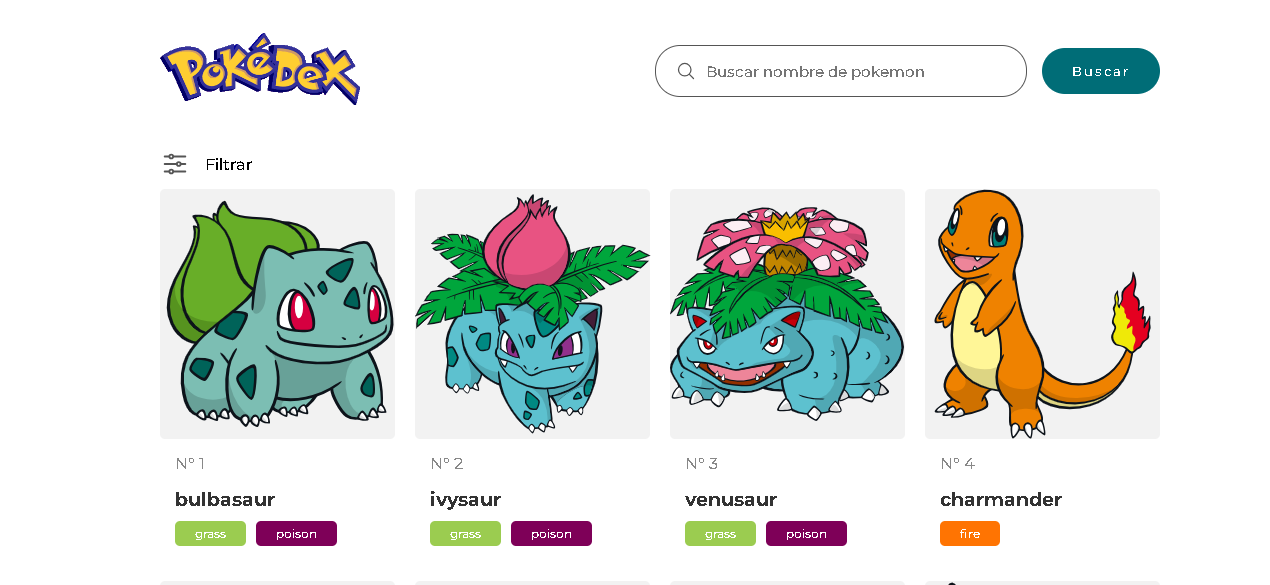 PokéDex
Buscar nombre de pokemon
Buscar
Filtrar
N° 1
N° 2
N° 3
N° 4
bulbasaur
ivysaur
venusaur
charmander
grass poison
grass poison
grass poison
fire